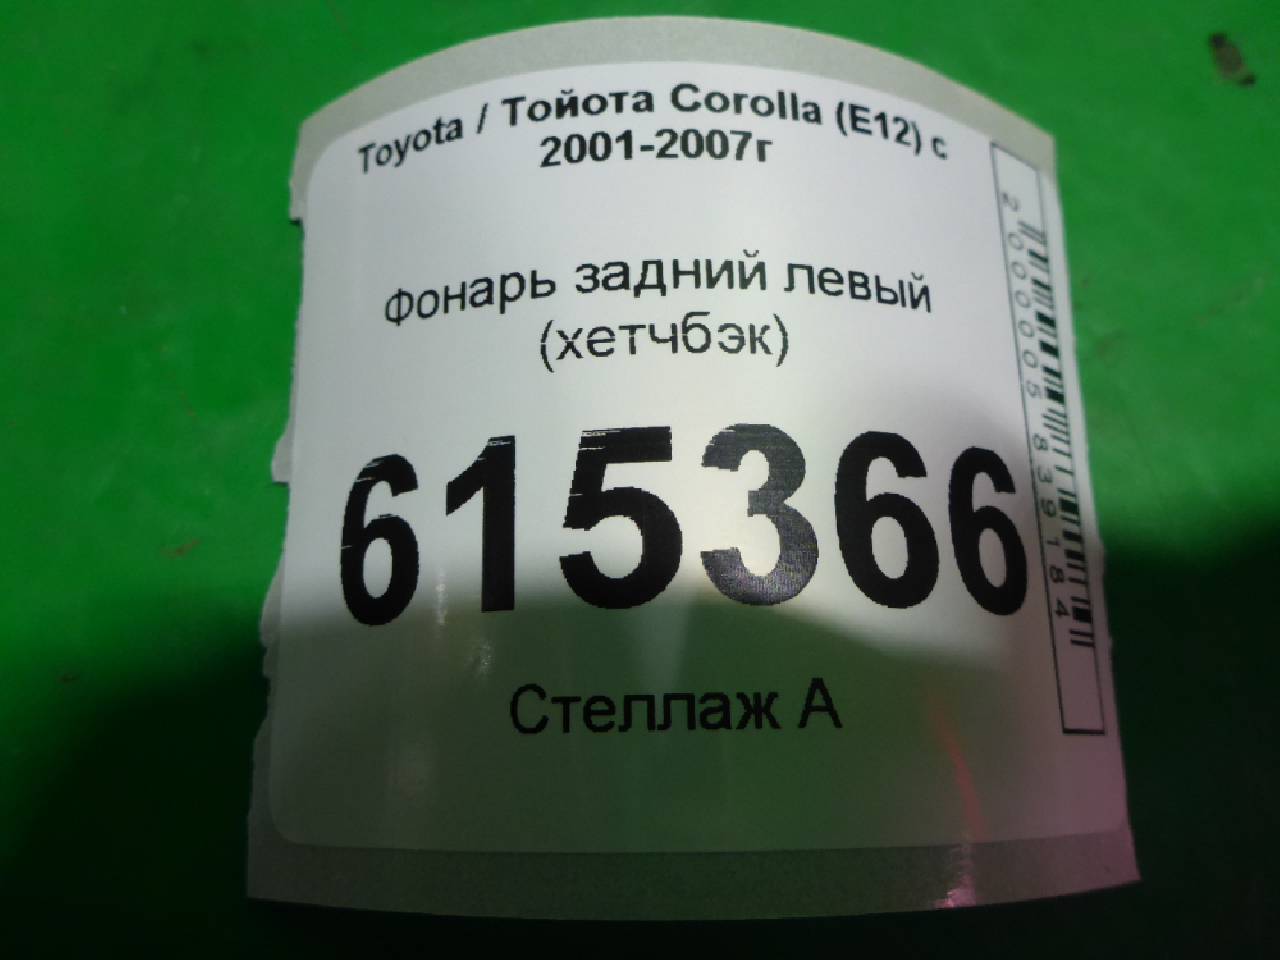 Toyota / Тойота Corolla (E12) с
2001-2007г
Фонарь задний левый
(хетчбэк)
615366
Стеллаж А
2000005839184